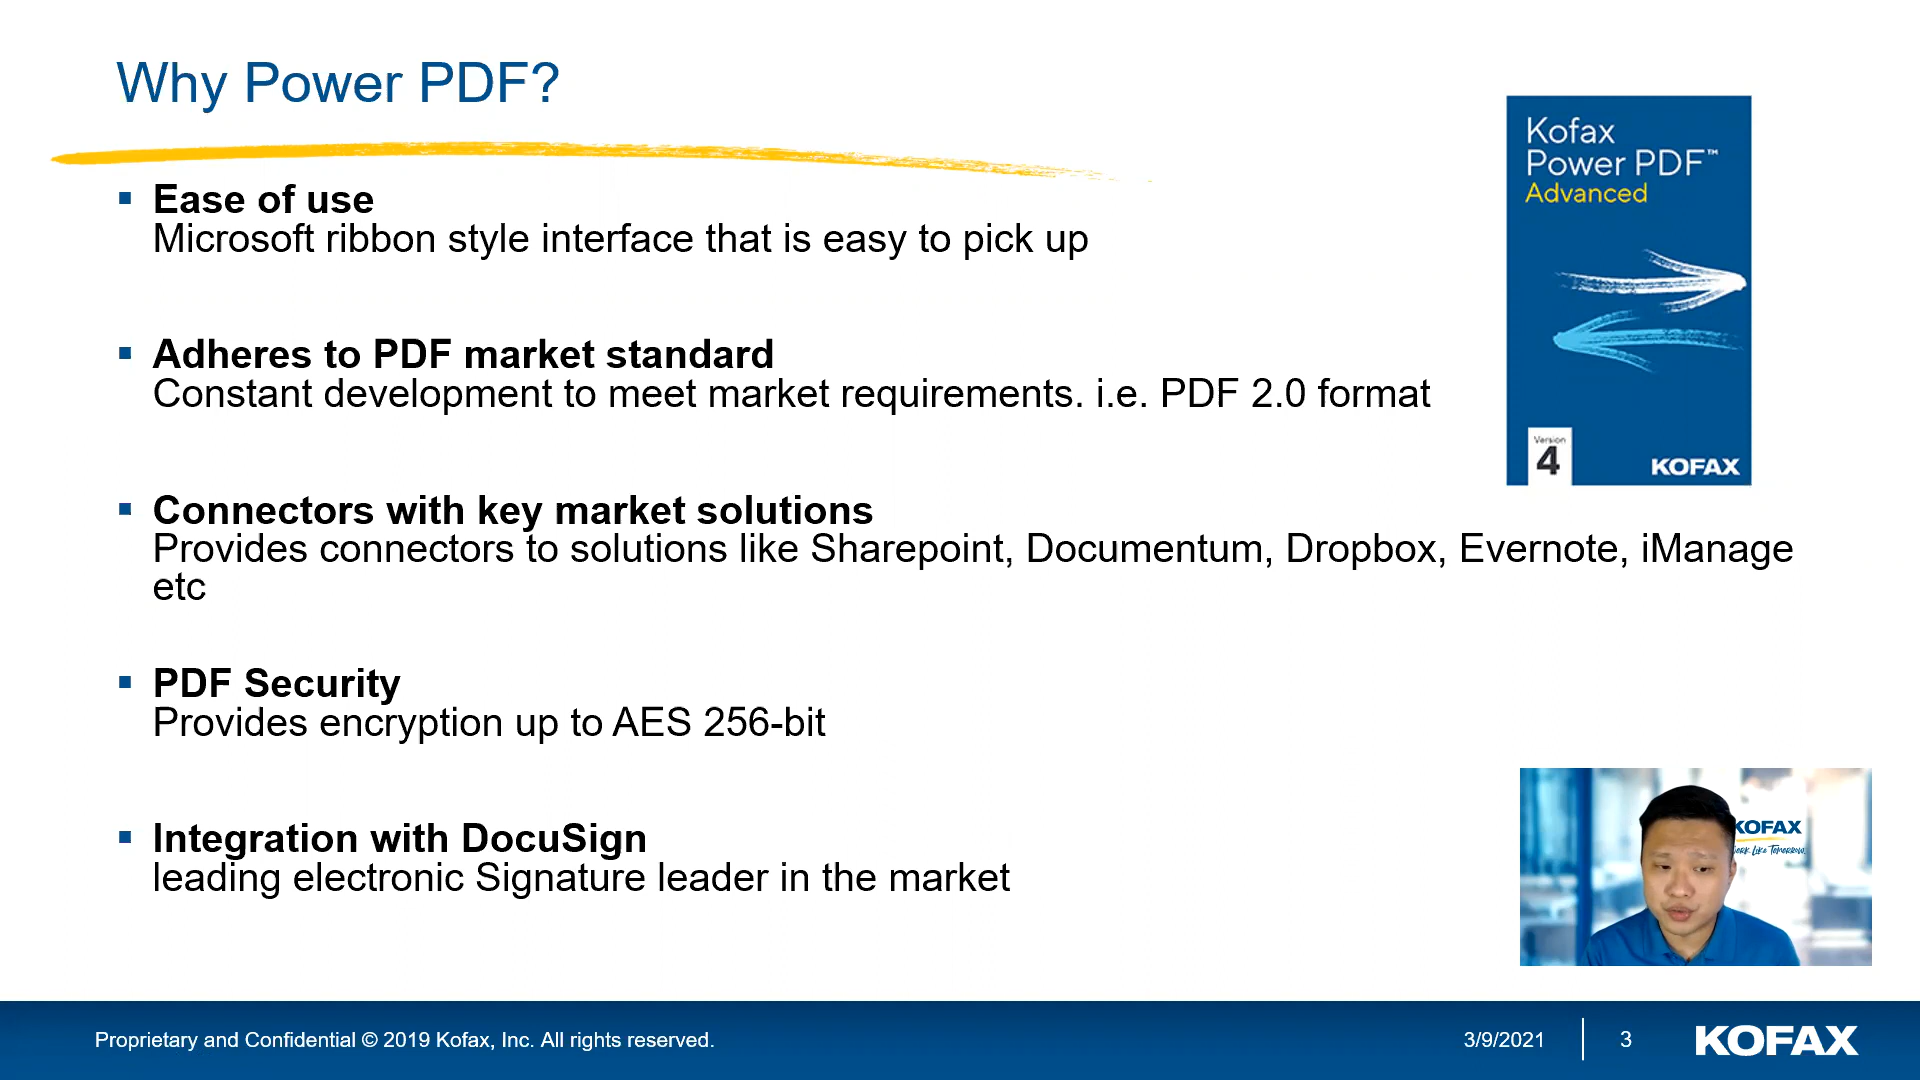 Why Power PDF?
Kofax
Power PDF™
Advanced
Version
4
KOFAX
▪ Ease of use
Microsoft ribbon style interface that is easy to pick up
▪ Adheres to PDF market standard
Constant development to meet market requirements. i.e. PDF 2.0 format
▪ Connectors with key market solutions
Provides connectors to solutions like Sharepoint, Documentum, Dropbox, Evernote, iManage
etc
▪ PDF Security
Provides encryption up to AES 256-bit
▪ Integration with DocuSign
leading electronic Signature leader in the market
KOFAX
Like Tomorrow
Proprietary and Confidential © 2019 Kofax, Inc. All rights reserved.
3/9/2021
3
KOFAX